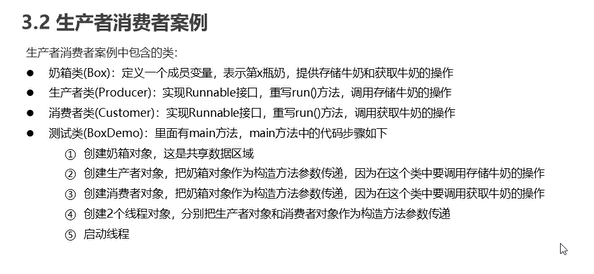 3.2 生产者消费者案例
生产者消费者案例中包含的类：
● 奶箱类(Box)：定义一个成员变量，表示第x瓶奶，提供存储牛奶和获取牛奶的操作
● 生产者类(Producer)：实现Runnable接口，重写run()方法，调用存储牛奶的操作
● 消费者类(Customer)：实现Runnable接口，重写run()方法，调用获取牛奶的操作
● 测试类(BoxDemo)：里面有main方法，main方法中的代码步骤如下
① 创建奶箱对象，这是共享数据区域
② 创建生产者对象，把奶箱对象作为构造方法参数传递，因为在这个类中要调用存储牛奶的操作
③ 创建消费者对象，把奶箱对象作为构造方法参数传递，因为在这个类中要调用获取牛奶的操作
④ 创建2个线程对象，分别把生产者对象和消费者对象作为构造方法参数传递
⑤ 启动线程